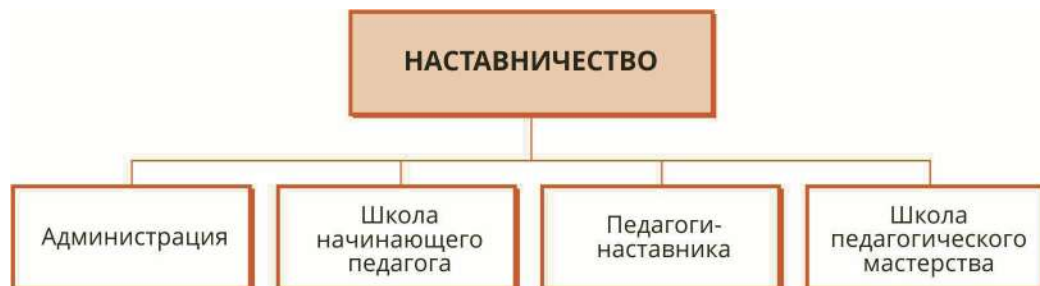 НАСТАВНИЧЕСТВО
Администрация
Школа
начинающего
педагога
Педагоги-
наставника
Школа
педагогического
мастерства